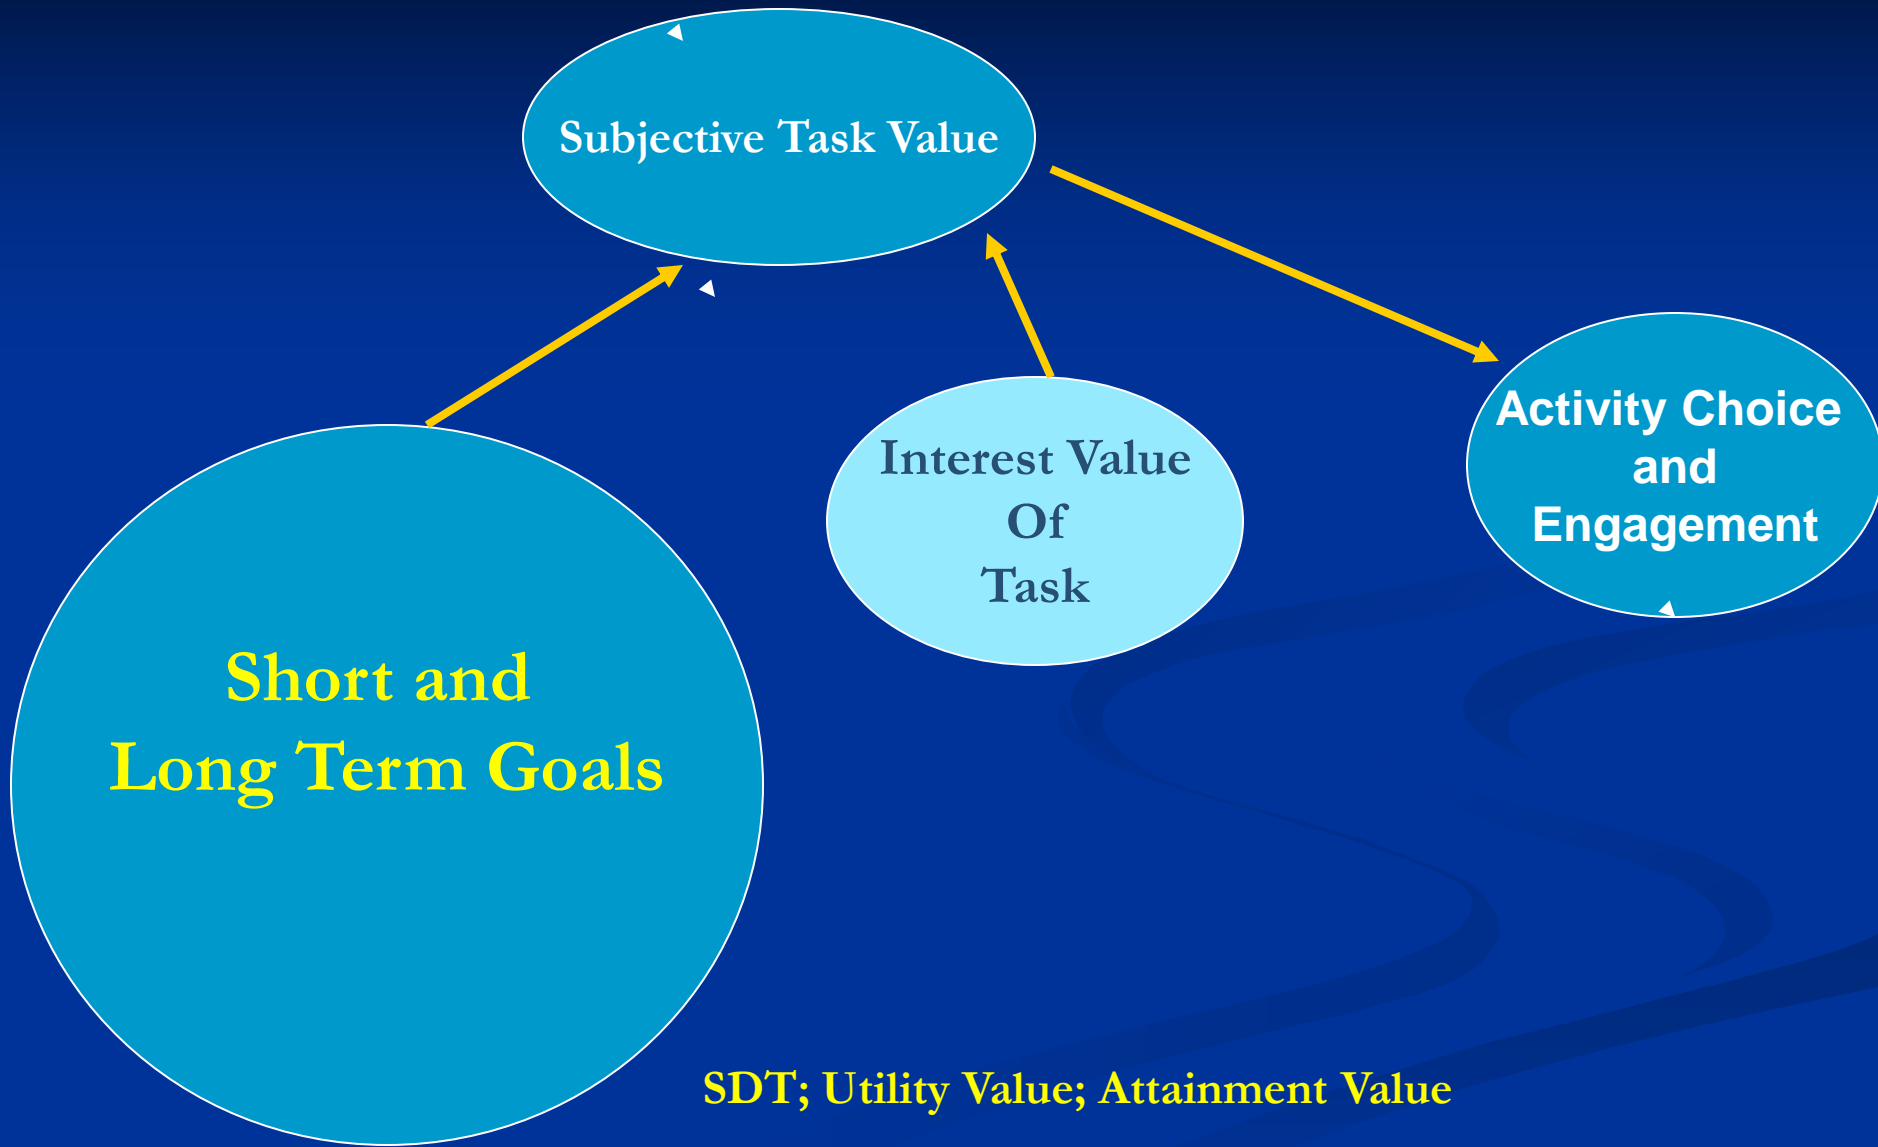 Subjective Task Value
Activity Choice
and
Engagement
Interest Value
Of
Task
Short and
Long Term Goals
SDT; Utility Value; Attainment Value